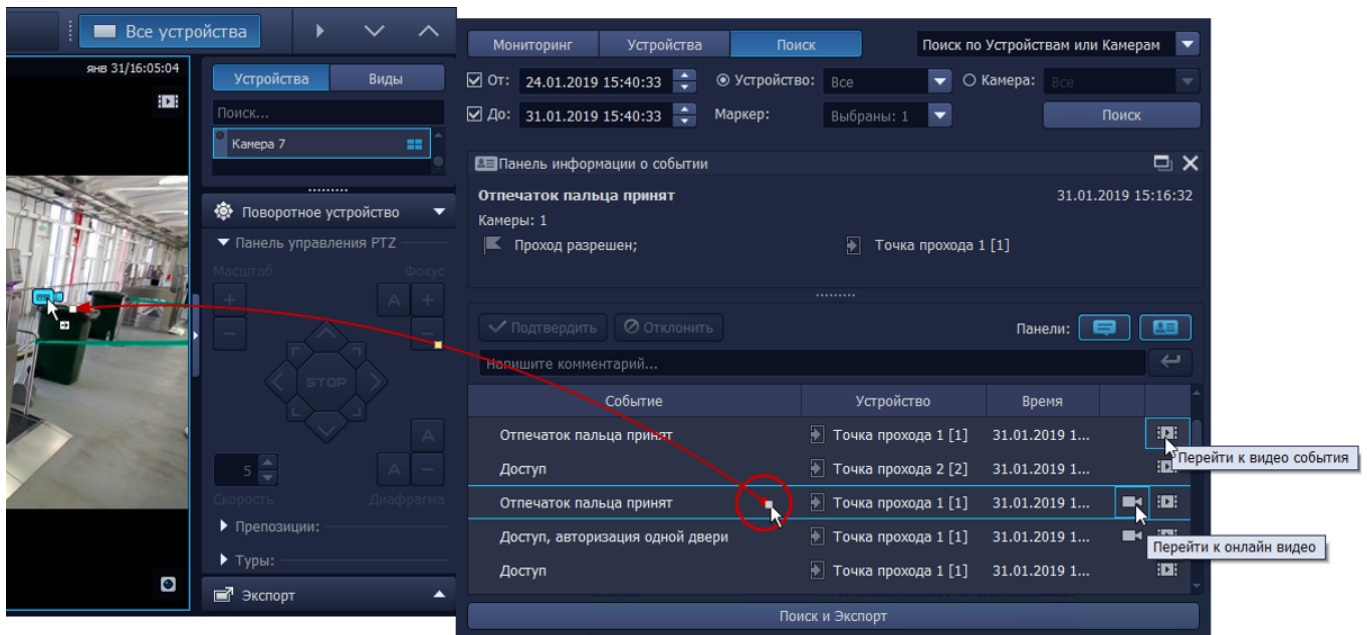 Все устройства
янв 31/16:05:04
Устройства Виды
Поиск...
Камера 7
Поворотное устройство
Панель управления PTZ
Масштаб Фокус
+ A +
− −
STOP
A
5 A −
Скорость Диафрагма
Препозиции:
Туры:
Экспорт
Мониторинг Устройства Поиск Поиск по Устройствам или Камерам
От: 24.01.2019 15:40:33 Устройство: Все Камера: Все
До: 31.01.2019 15:40:33 Маркер: Выбраны: 1 Поиск
Панель информации о событии
Отпечаток пальца принят 31.01.2019 15:16:32
Камеры: 1
Проход разрешен; Точка прохода 1 [1]
Подтвердить Отклонить Панели:
Напишите комментарий...
Событие Устройство Время
Отпечаток пальца принят Точка прохода 1 [1] 31.01.2019 1...
Перейти к видео события
Доступ Точка прохода 2 [2] 31.01.2019 1...
Отпечаток пальца принят Точка прохода 1 [1] 31.01.2019 1...
Доступ, авторизация одной двери Точка прохода 1 [1] 31.01.2019 1...
Перейти к онлайн видео
Доступ Точка прохода 1 [1] 31.01.2019 1...
Поиск и Экспорт